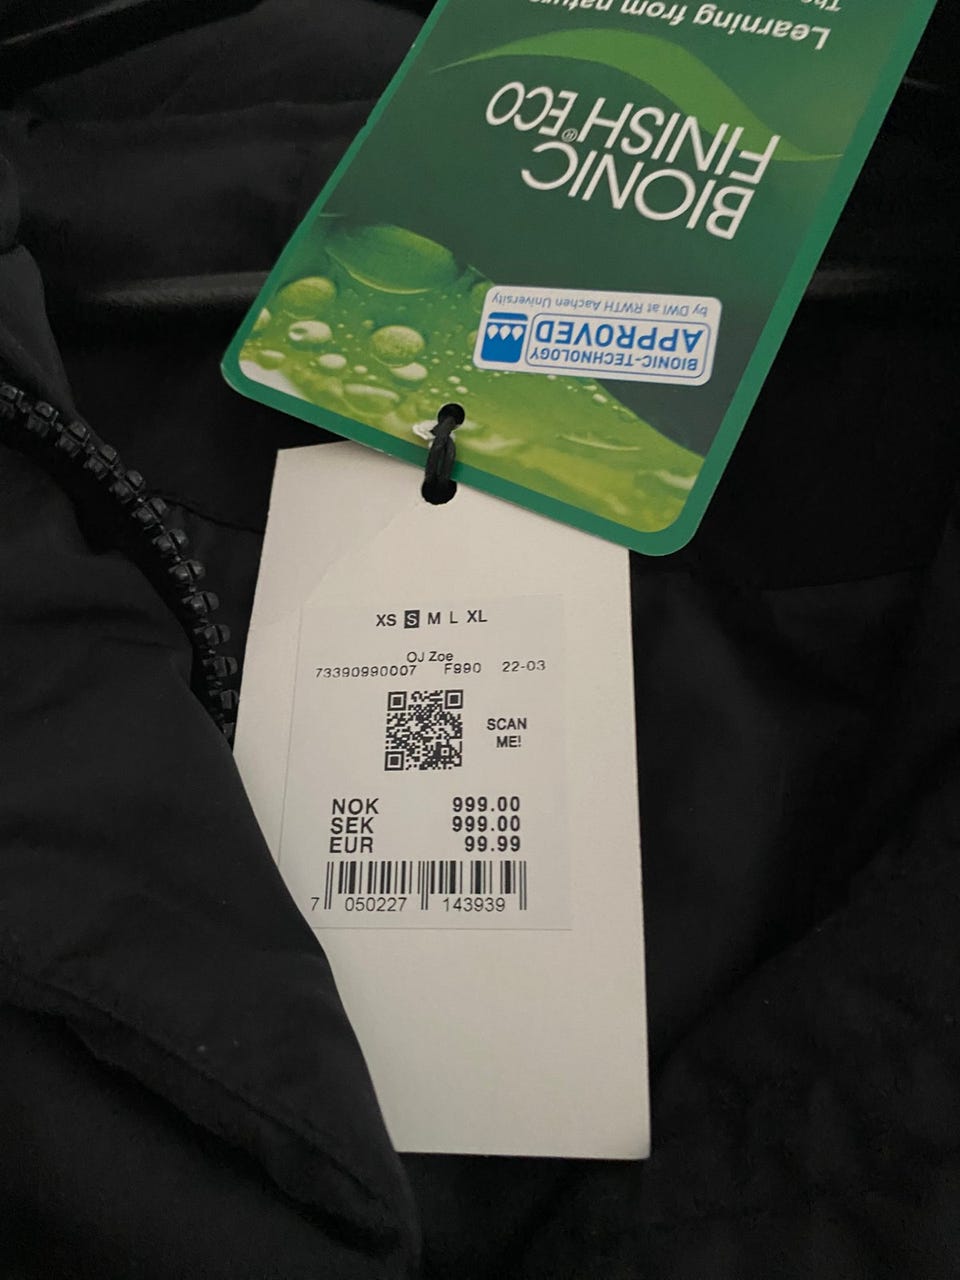 Learning from nature
BIONIC
FINISH®ECO
BIONIC-TECHNOLOGY
APPROVED
by DWI at RWTH Aachen University
XS S M L XL
OJ Zoe
73390990007 F990 22-03
SCAN
ME!
NOK 999.00
SEK 999.00
EUR 99.99
7 050227 143939